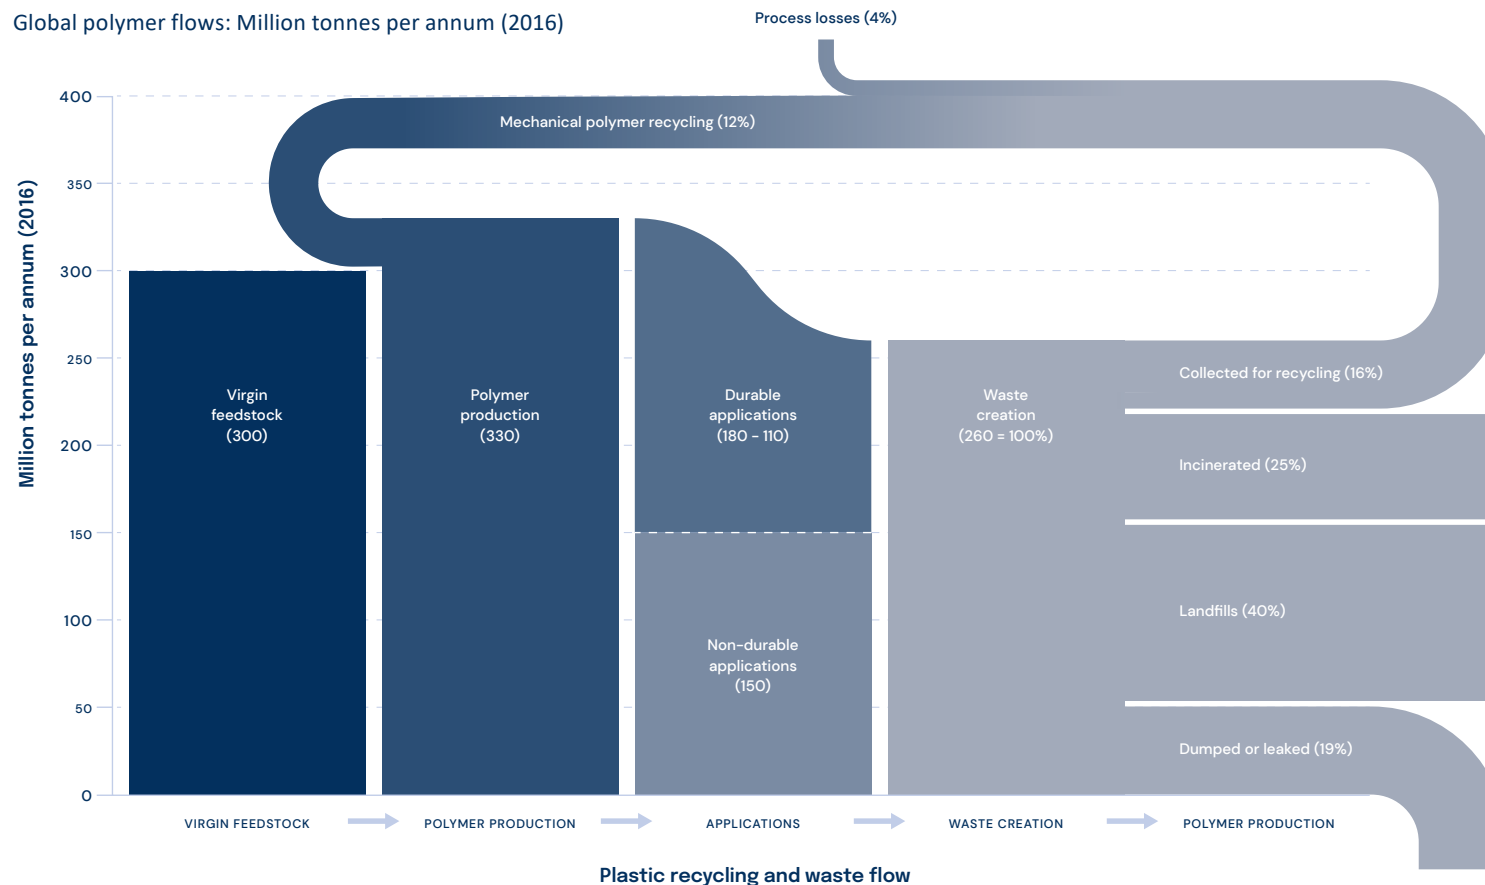 Global polymer flows: Million tonnes per annum (2016)
Process losses (4%)
400
Mechanical polymer recycling (12%)
350
300
250
200
150
100
50
0
Million tonnes per annum (2016)
Virgin
feedstock
(300)
Polymer
production
(330)
Durable
applications
(180 - 110)
Non-durable
applications
(150)
Waste
creation
(260 = 100%)
Collected for recycling (16%)
Incinerated (25%)
Landfills (40%)
Dumped or leaked (19%)
VIRGIN FEEDSTOCK
POLYMER PRODUCTION
APPLICATIONS
WASTE CREATION
POLYMER PRODUCTION
Plastic recycling and waste flow